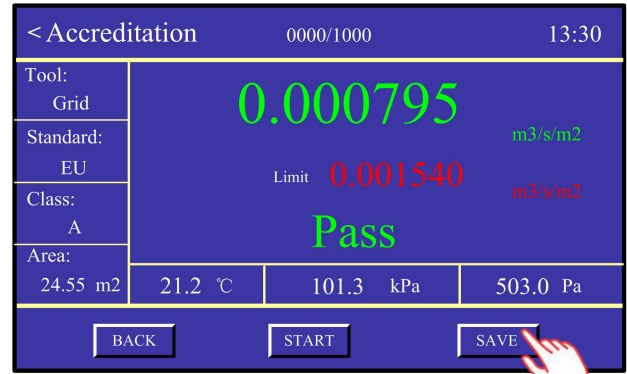 < Accreditation 0000/1000 13:30
Tool:
Grid
Standard:
EU
Class:
A
Area:
24.55 m2
0.000795 m3/s/m2
Limit 0.001540 m3/s/m2
Pass
21.2 ℃ 101.3 kPa 503.0 Pa
BACK START SAVE